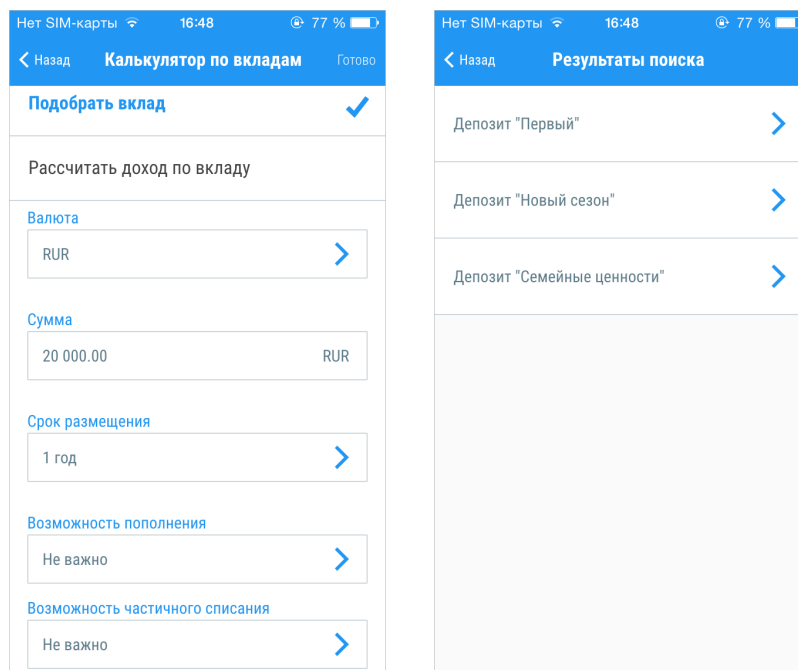 Нет SIM-карты 16:48 77 %
Назад Калькулятор по вкладам Готово
Подобрать вклад
Рассчитать доход по вкладу
Валюта
RUR
Сумма
20 000.00 RUR
Срок размещения
1 год
Возможность пополнения
Не важно
Возможность частичного списания
Не важно
Нет SIM-карты 16:48 77 %
Назад Результаты поиска
Депозит "Первый"
Депозит "Новый сезон"
Депозит "Семейные ценности"